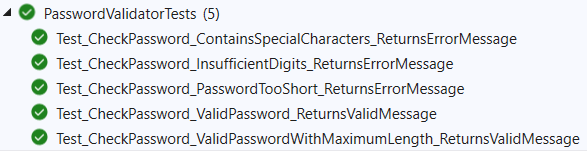 PasswordValidatorTests (5)
Test_CheckPassword_ContainsSpecialCharacters_ReturnsErrorMessage
Test_CheckPassword_InsufficientDigits_ReturnsErrorMessage
Test_CheckPassword_PasswordTooShort_ReturnsErrorMessage
Test_CheckPassword_ValidPassword_ReturnsValidMessage
Test_CheckPassword_ValidPasswordWithMaximumLength_ReturnsValidMessage